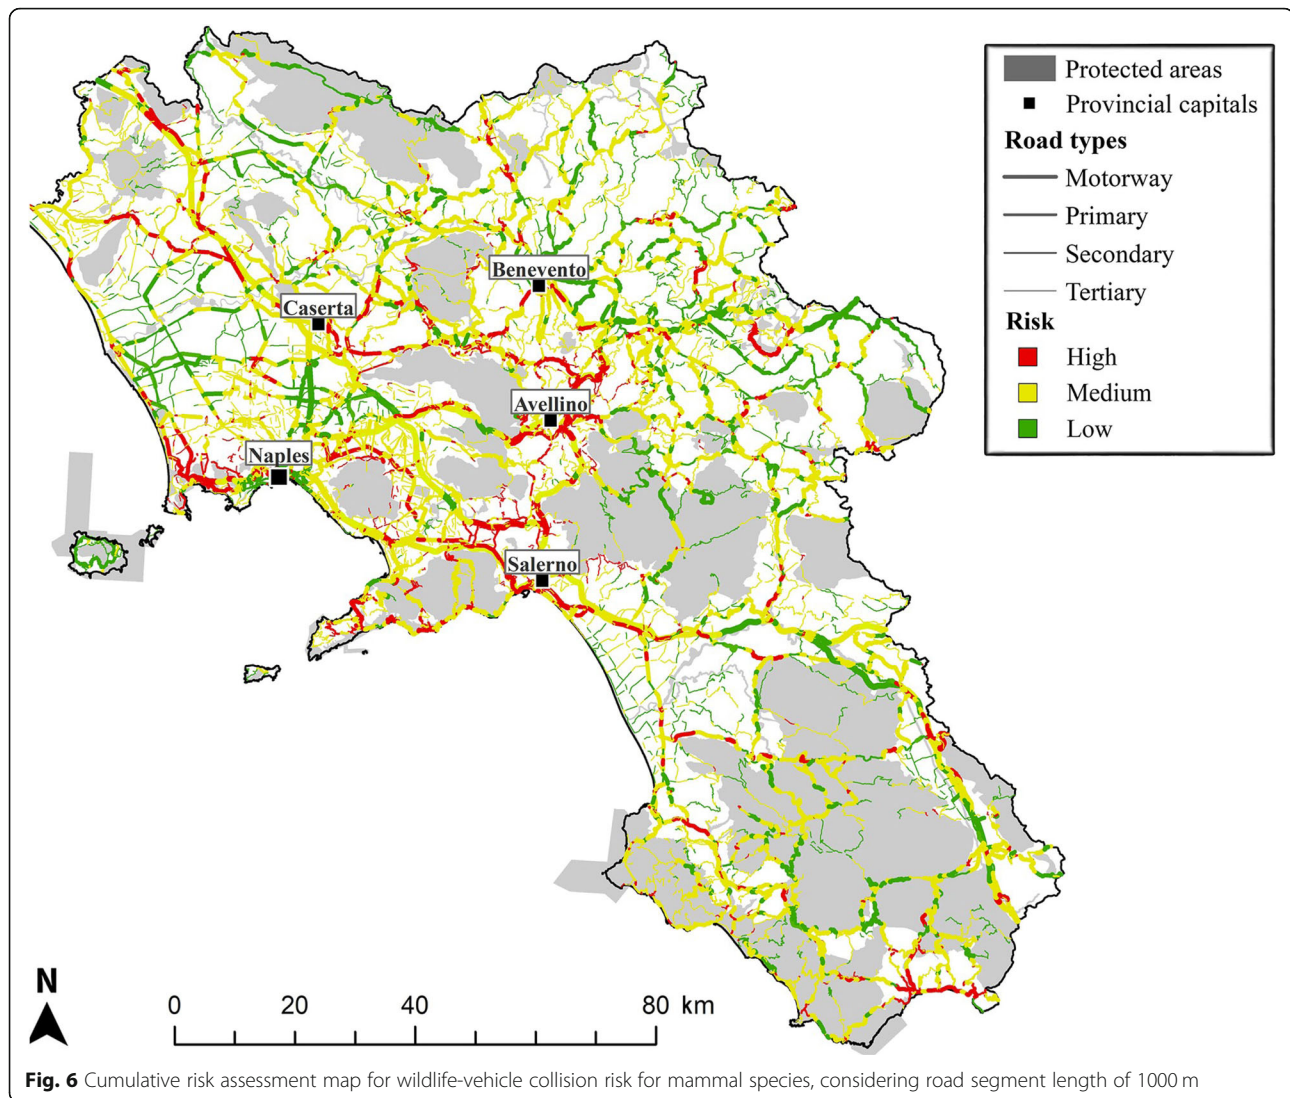 Protected areas
Provincial capitals
Road types
Motorway
Primary
Secondary
Tertiary
Risk
High
Medium
Low
Benevento
Caserta
Avellino
Naples
Salerno
N
0 20 40 80 km
Fig. 6 Cumulative risk assessment map for wildlife-vehicle collision risk for mammal species, considering road segment length of 1000 m